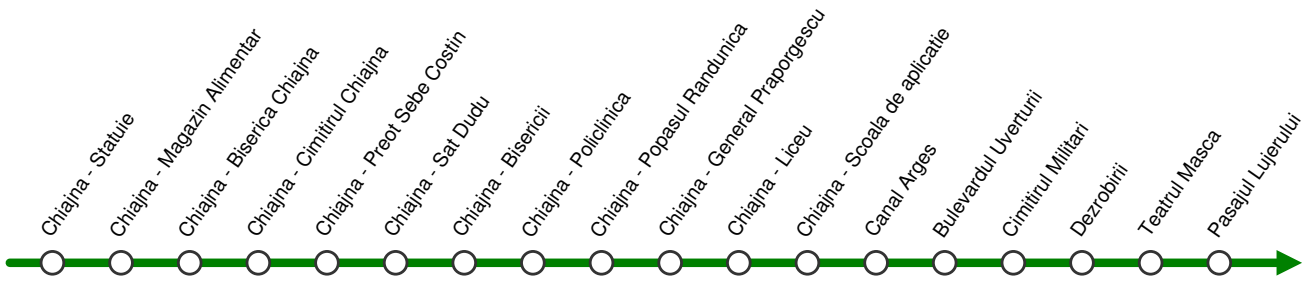 Chiajna - Statuie
Chiajna - Magazin Alimentar
Chiajna - Biserica Chiajna
Chiajna - Cimitirul Chiajna
Chiajna - Preot Sebe Costin
Chiajna - Sat Dudu
Chiajna - Bisericii
Chiajna - Policlinica
Chiajna - Popasul Randunica
Chiajna - General Praporgescu
Chiajna - Liceu
Chiajna - Scoala de aplicatie
Canal Arges
Bulevardul Uverturii
Cimitirul Militari
Dezrobirii
Teatrul Masca
Pasajul Lujerului